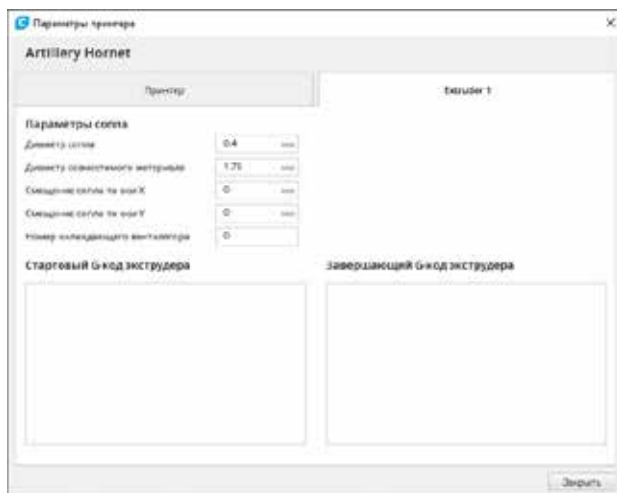 Параметры принтера
Artillery Hornet
Принтер
Extruder 1
Параметры сопла
Диаметр сопла 0.4 mm
Диаметр совместимого материала 1.75 mm
Смещение сопла по оси X 0 mm
Смещение сопла по оси Y 0 mm
Номер охлаждающего вентилятора 0
Стартовый G-код экструдера
Завершающий G-код экструдера
Закрыть